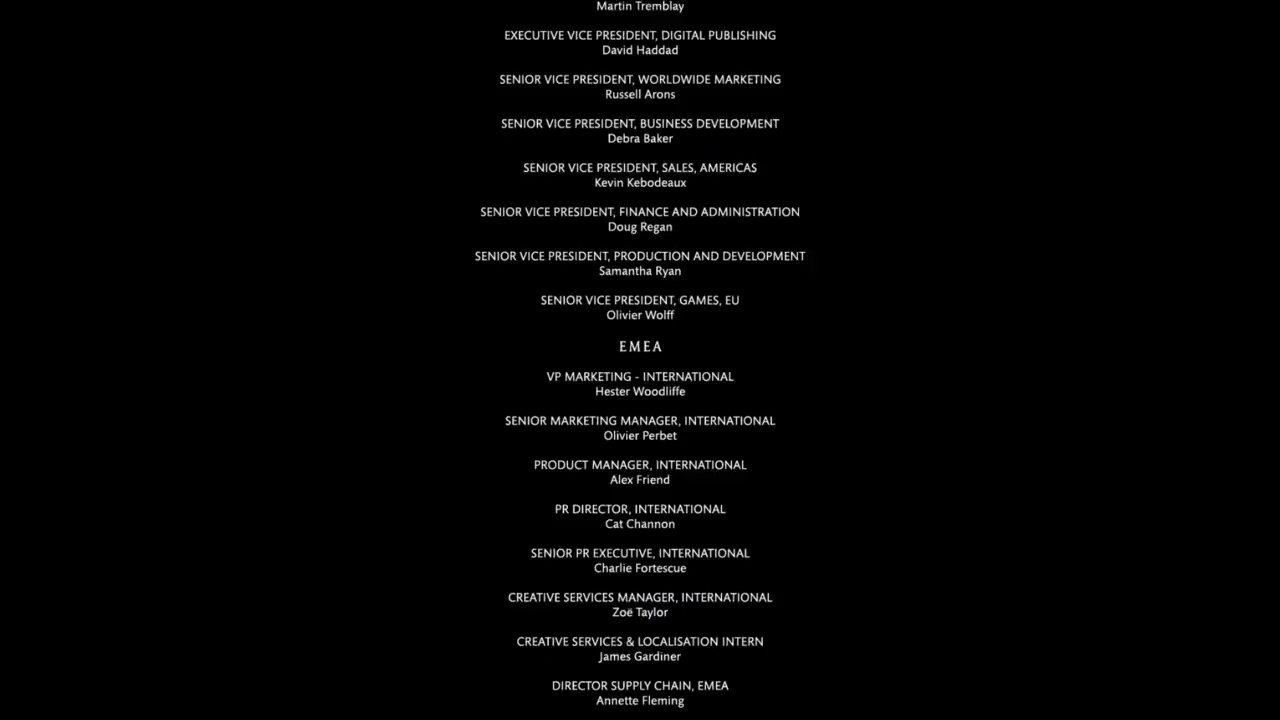 Martin Tremblay
EXECUTIVE VICE PRESIDENT, DIGITAL PUBLISHING
David Haddad
SENIOR VICE PRESIDENT, WORLDWIDE MARKETING
Russell Arons
SENIOR VICE PRESIDENT, BUSINESS DEVELOPMENT
Debra Baker
SENIOR VICE PRESIDENT, SALES, AMERICAS
Kevin Kebodeaux
SENIOR VICE PRESIDENT, FINANCE AND ADMINISTRATION
Doug Regan
SENIOR VICE PRESIDENT, PRODUCTION AND DEVELOPMENT
Samantha Ryan
SENIOR VICE PRESIDENT, GAMES, EU
Olivier Wolff
EMEA
VP MARKETING - INTERNATIONAL
Hester Woodliffe
SENIOR MARKETING MANAGER, INTERNATIONAL
Olivier Perbet
PRODUCT MANAGER, INTERNATIONAL
Alex Friend
PR DIRECTOR, INTERNATIONAL
Cat Channon
SENIOR PR EXECUTIVE, INTERNATIONAL
Charlie Fortescue
CREATIVE SERVICES MANAGER, INTERNATIONAL
Zoë Taylor
CREATIVE SERVICES & LOCALISATION INTERN
James Gardiner
DIRECTOR SUPPLY CHAIN, EMEA
Annette Fleming